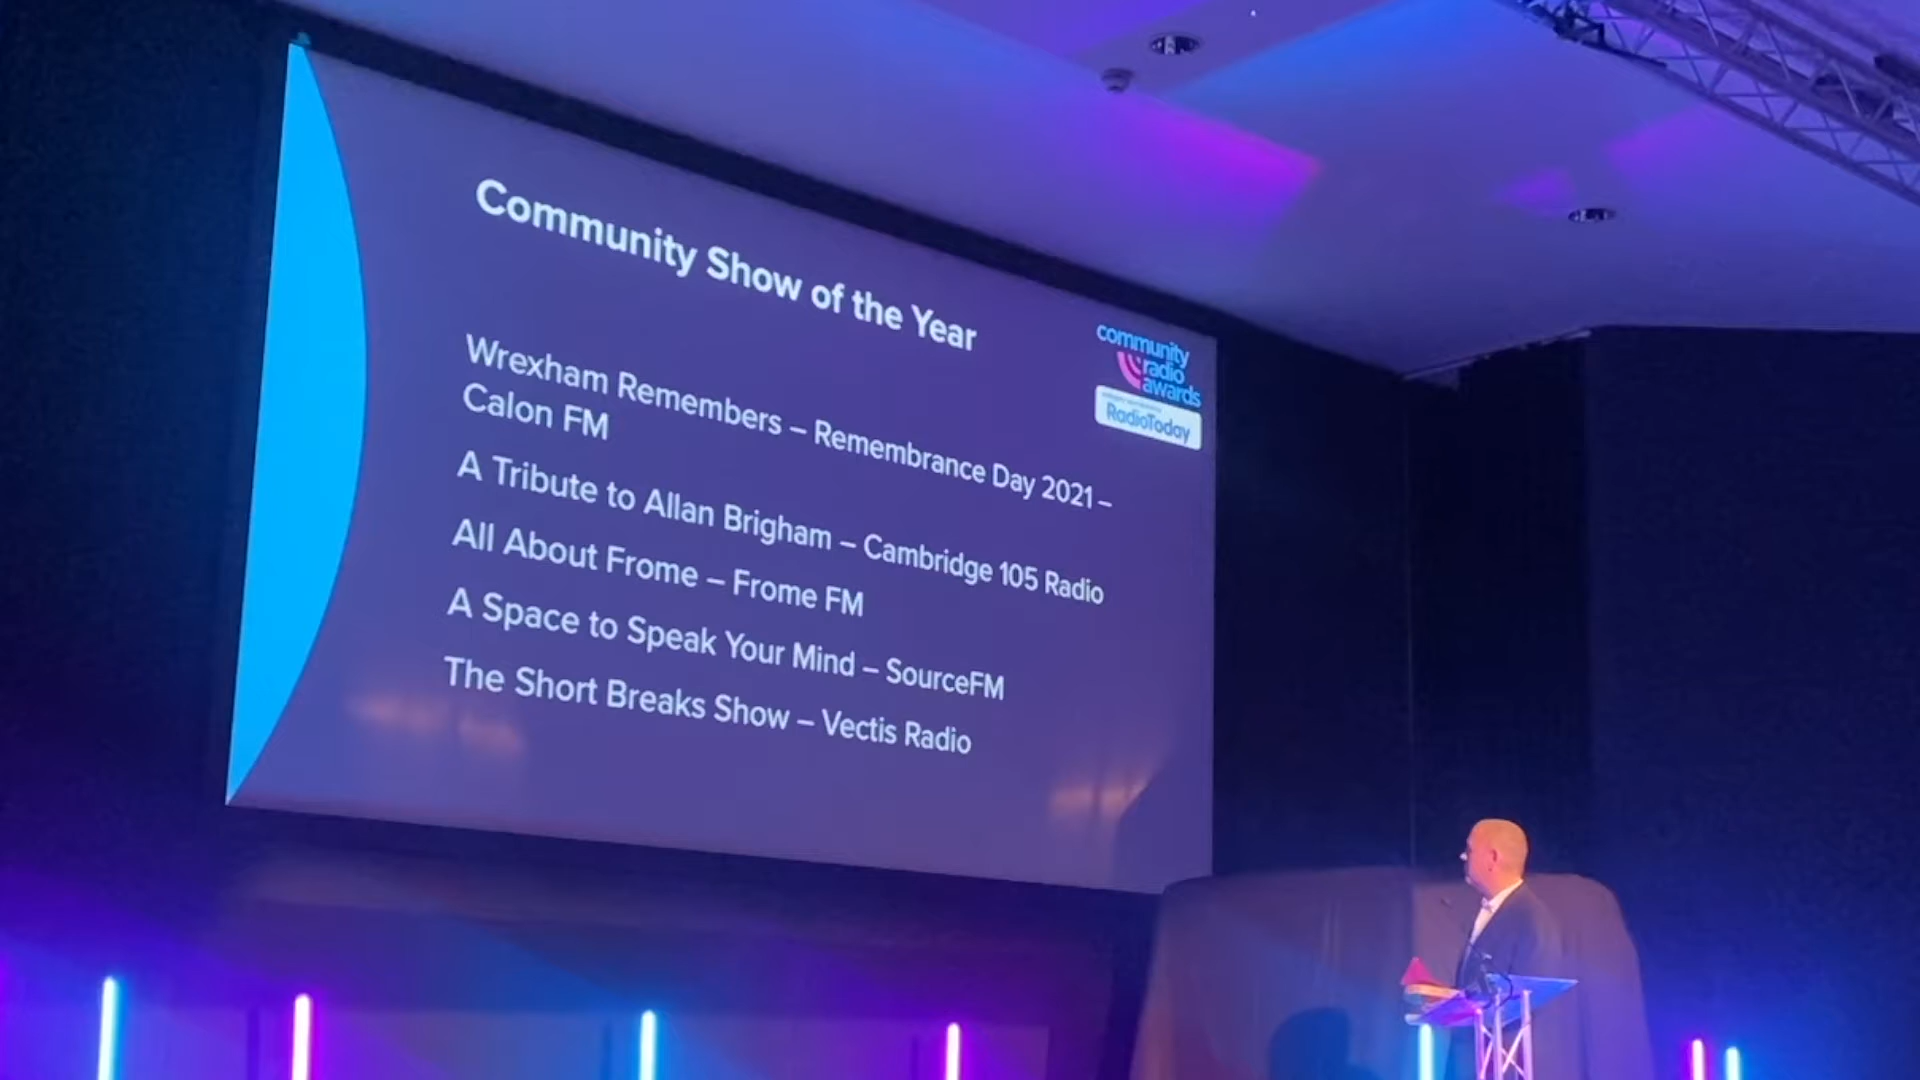 Community Show of the Year
community
radio
awards
RadioToday
Wrexham Remembers – Remembrance Day 2021 –
Calon FM
A Tribute to Allan Brigham – Cambridge 105 Radio
All About Frome – Frome FM
A Space to Speak Your Mind – SourceFM
The Short Breaks Show – Vectis Radio